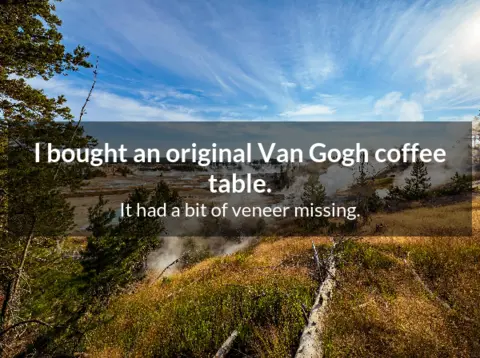 I bought an original Van Gogh coffee
table.
It had a bit of veneer missing.